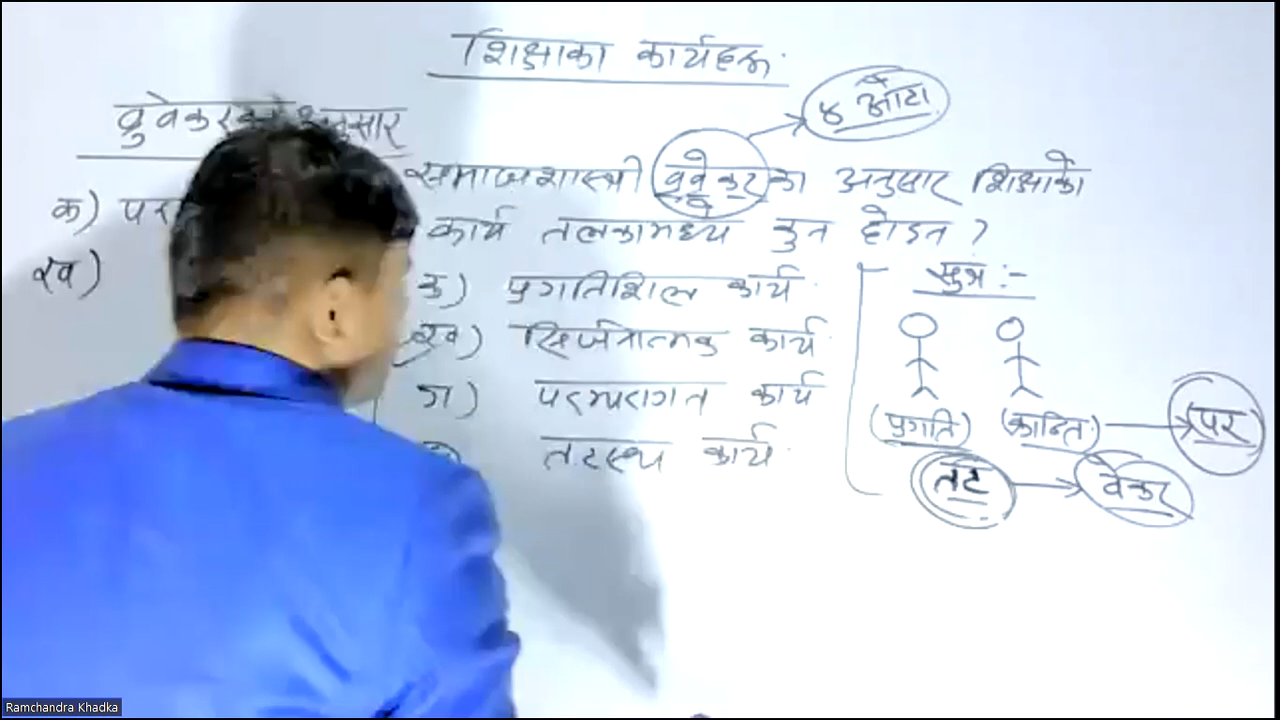 शिक्षाका कार्यहरू
४ औटा
व्रुवेकरका अनुसार
समाजशास्त्री व्रुवेकरका अनुसार शिक्षाको
कार्य तलकामध्य कुन होइन ?
क) पर
ख)
क) प्रगतिशिल कार्य
ख) सिर्जनात्मक कार्य
ग) परम्परागत कार्य
तटस्थ कार्य
सुत्र :-
(प्रगति) (क्रान्ति) पर
तट वेकर
Ramchandra Khadka